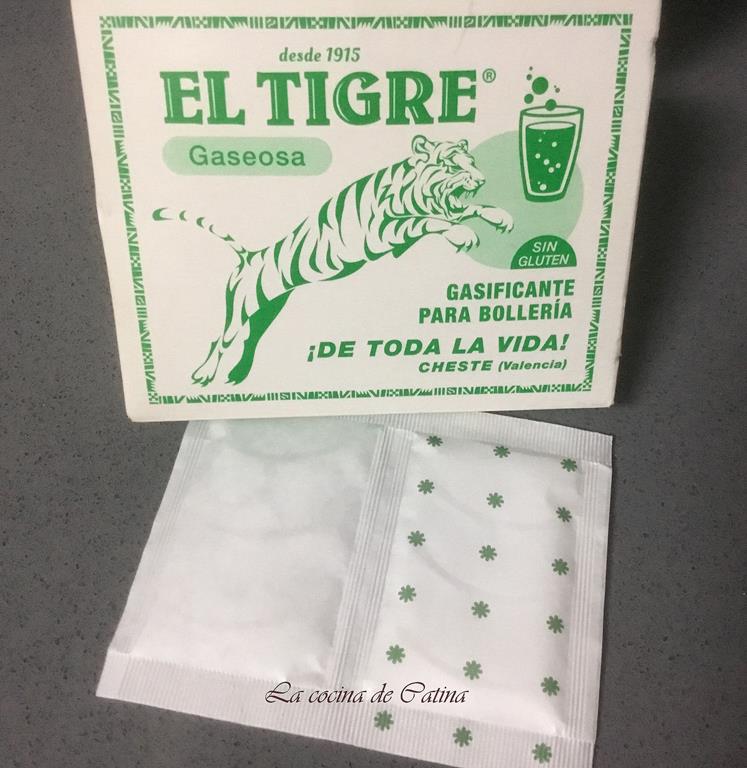 desde 1915
EL TIGRE®
Gaseosa
SIN
GLUTEN
GASIFICANTE
PARA BOLLERÍA
¡DE TODA LA VIDA!
CHESTE (Valencia)
La cocina de Catina